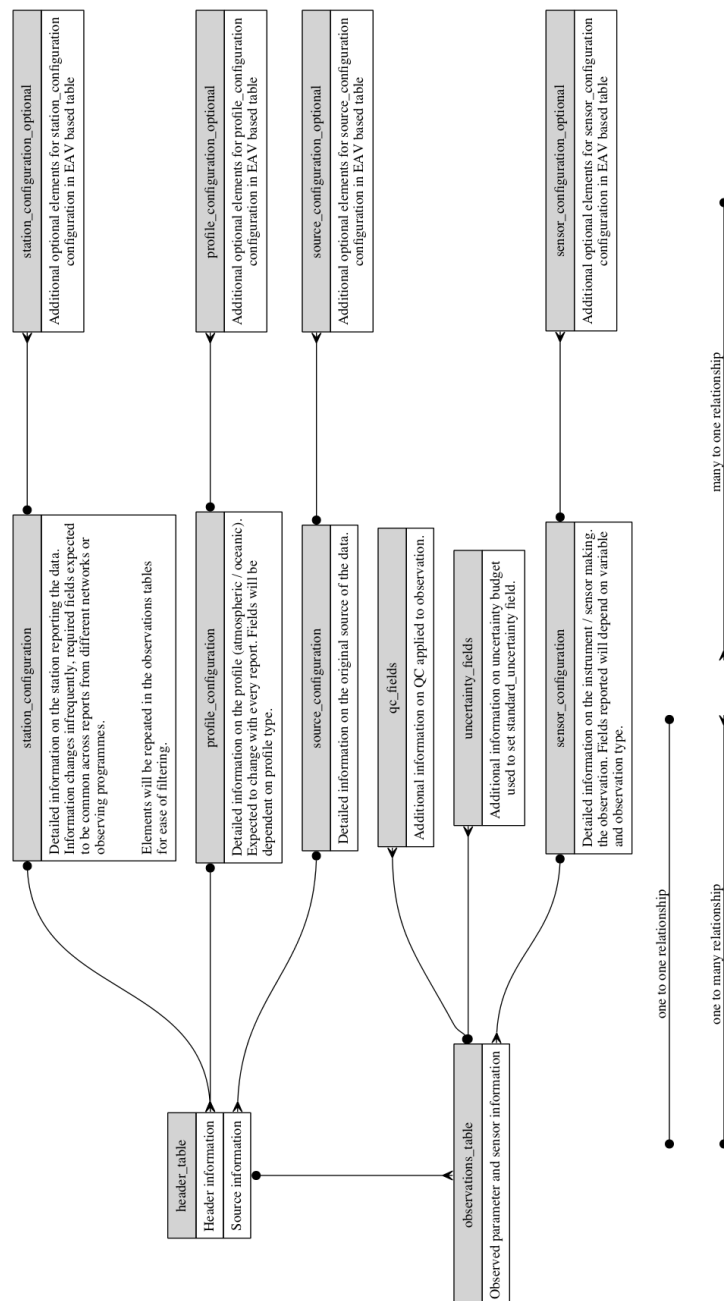 header_table
Header information
Source information
observations_table
Observed parameter and sensor information
station_configuration
Detailed information on the station reporting the data.
Information changes infrequently, required fields expected
to be common across reports from different networks or
observing programmes.
Elements will be repeated in the observations tables
for ease of filtering.
profile_configuration
Detailed information on the profile (atmospheric / oceanic).
Expected to change with every report. Fields will be
dependent on profile type.
source_configuration
Detailed information on the original source of the data.
qc_fields
Additional information on QC applied to observation.
uncertainty_fields
Additional information on uncertainty budget
used to set standard_uncertainty field.
sensor_configuration
Detailed information on the instrument / sensor making.
the observation. Fields reported will depend on variable
and observation type.
station_configuration_optional
Additional optional elements for station_configuration
configuration in EAV based table
profile_configuration_optional
Additional optional elements for profile_configuration
configuration in EAV based table
source_configuration_optional
Additional optional elements for source_configuration
configuration in EAV based table
sensor_configuration_optional
Additional optional elements for sensor_configuration
configuration in EAV based table
one to one relationship
one to many relationship
many to one relationship